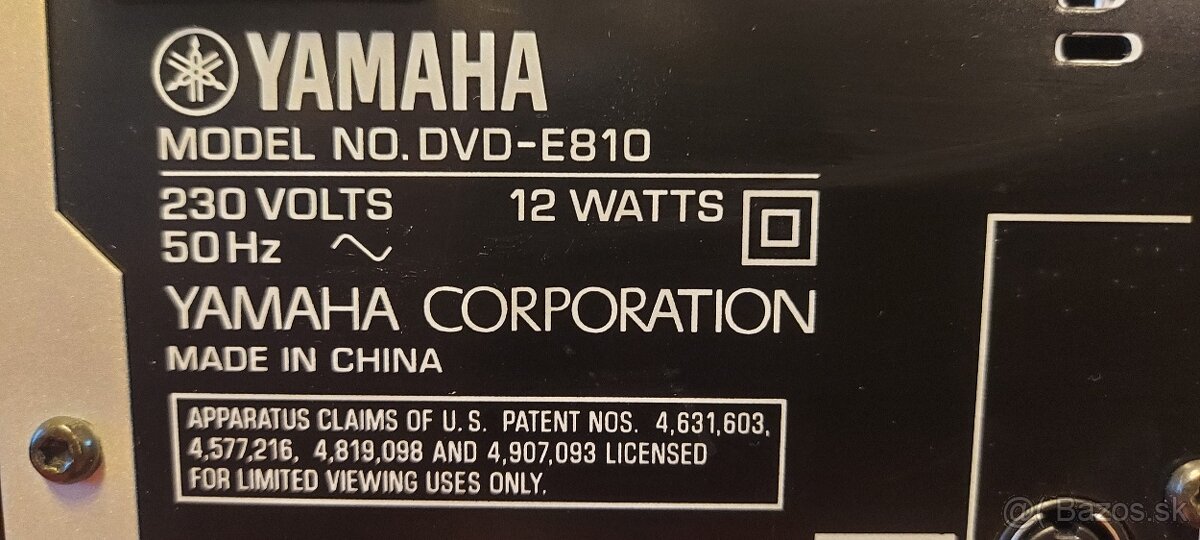 YAMAHA
MODEL NO. DVD-E810
230 VOLTS 12 WATTS
50 Hz
YAMAHA CORPORATION
MADE IN CHINA
APPARATUS CLAIMS OF U.S. PATENT NOS. 4,631,603,
4,577,216, 4,819,098 AND 4,907,093 LICENSED
FOR LIMITED VIEWING USES ONLY.
Bazos.sk